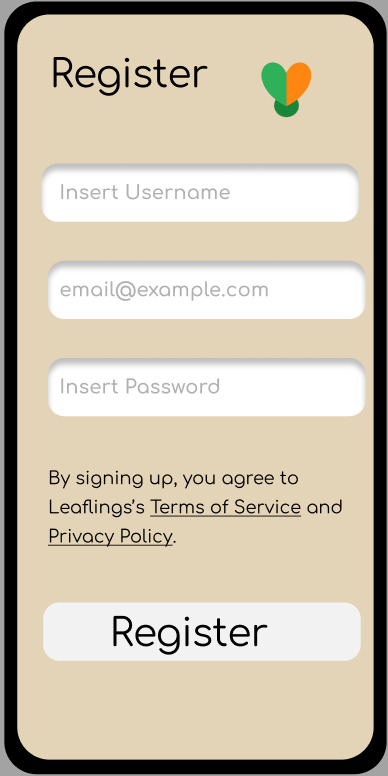 Register
Insert Username
email@example.com
Insert Password
By signing up, you agree to
Leaflings's Terms of Service and
Privacy Policy.
Register